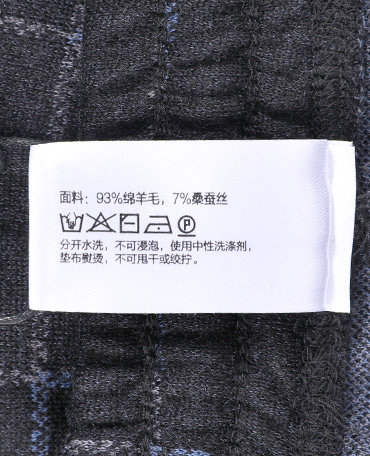 面料：93%绵羊毛，7%桑蚕丝
P
分开水洗，不可浸泡，使用中性洗涤剂，
垫布熨烫，不可甩干或绞拧。